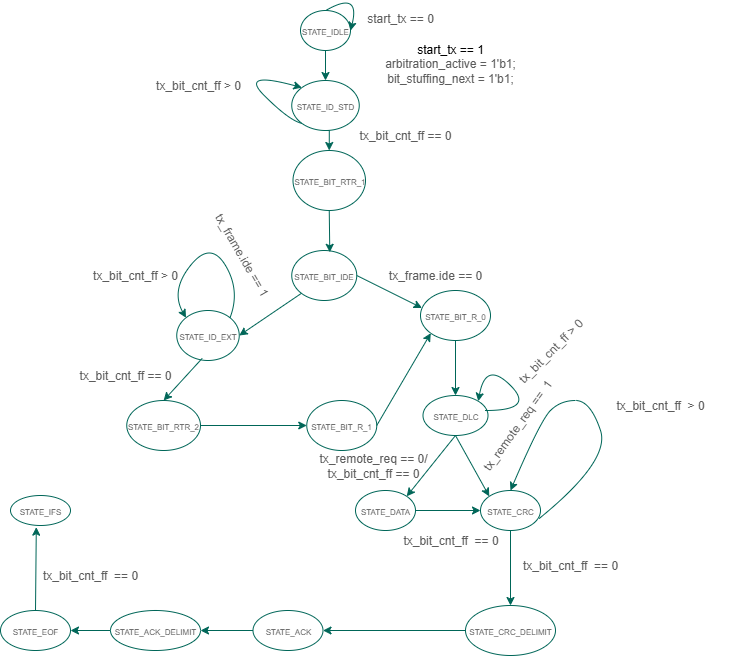 STATE_IDLE
start_tx == 0
start_tx == 1
arbitration_active = 1'b1;
bit_stuffing_next = 1'b1;
tx_bit_cnt_ff > 0
STATE_ID_STD
tx_bit_cnt_ff == 0
STATE_BIT_RTR_1
tx_frame.ide == 1
tx_bit_cnt_ff > 0
STATE_BIT_IDE
tx_frame.ide == 0
STATE_ID_EXT
STATE_BIT_R_0
tx_bit_cnt_ff == 0
tx_bit_cnt_ff > 0
STATE_BIT_RTR_2
STATE_BIT_R_1
STATE_DLC
tx_remote_req == 1
tx_bit_cnt_ff > 0
tx_remote_req == 0/
tx_bit_cnt_ff == 0
STATE_IFS
STATE_DATA
STATE_CRC
tx_bit_cnt_ff == 0
tx_bit_cnt_ff == 0
tx_bit_cnt_ff == 0
STATE_EOF
STATE_ACK_DELIMIT
STATE_ACK
STATE_CRC_DELIMIT